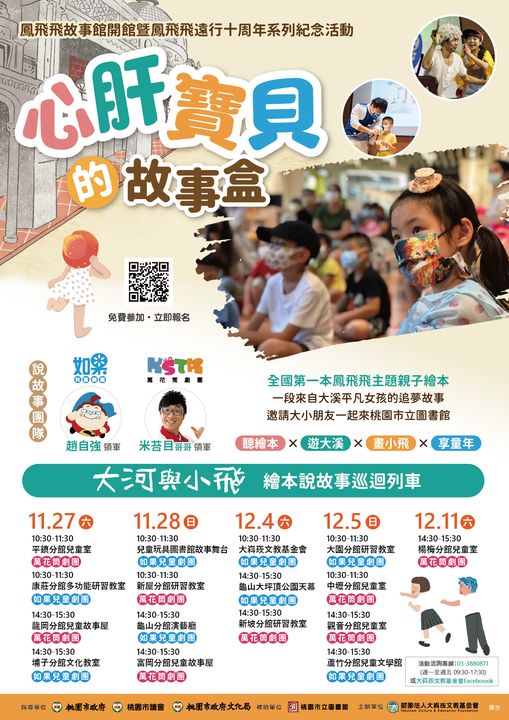 鳳飛飛故事館開館暨鳳飛飛遠行十周年系列紀念活動
心肝寶貝
的故事盒
免費參加・立即報名
說故事團隊
如果
兒童劇團
KSTK
萬花筒劇團
趙自強 領軍
米苔目哥哥 領軍
全國第一本鳳飛飛主題親子繪本
一段來自大溪平凡女孩的追夢故事
邀請大小朋友一起來桃園市立圖書館
聽繪本×遊大溪×畫小飛×享童年
大河與小飛 繪本說故事巡迴列車
11.27 六
10:30-11:30
平鎮分館兒童室
萬花筒劇團
10:30-11:30
康莊分館多功能研習教室
如果兒童劇團
14:30-15:30
龍岡分館兒童故事屋
萬花筒劇團
14:30-15:30
埔子分館文化教室
如果兒童劇團
11.28 日
10:30-11:30
兒童玩具圖書館故事舞台
如果兒童劇團
10:30-11:30
新屋分館研習教室
萬花筒劇團
14:30-15:30
龜山分館演藝廳
如果兒童劇團
14:30-15:30
富岡分館兒童故事屋
萬花筒劇團
12.4 六
10:30-11:30
大嵙崁文教基金會
如果兒童劇團
14:30-15:30
龜山大坪頂公園天幕
如果兒童劇團
14:30-15:30
新坡分館研習教室
萬花筒劇團
12.5 日
10:30-11:30
大園分館研習教室
如果兒童劇團
10:30-11:30
中壢分館兒童室
萬花筒劇團
14:30-15:30
觀音分館兒童室
萬花筒劇團
14:30-15:30
蘆竹分館兒童文學館
如果兒童劇團
12.11 六
14:30-15:30
楊梅分館兒童室
萬花筒劇團
活動洽詢專線:03-3880871
(週一至週五 09:30-17:30)
或大嵙崁文教基金會Facebook
指導單位 桃園市政府 桃園市議會 桃園市政府文化局 補助單位 桃園市立圖書館 主辦單位 財團法人大嵙崁文教基金會 廣告